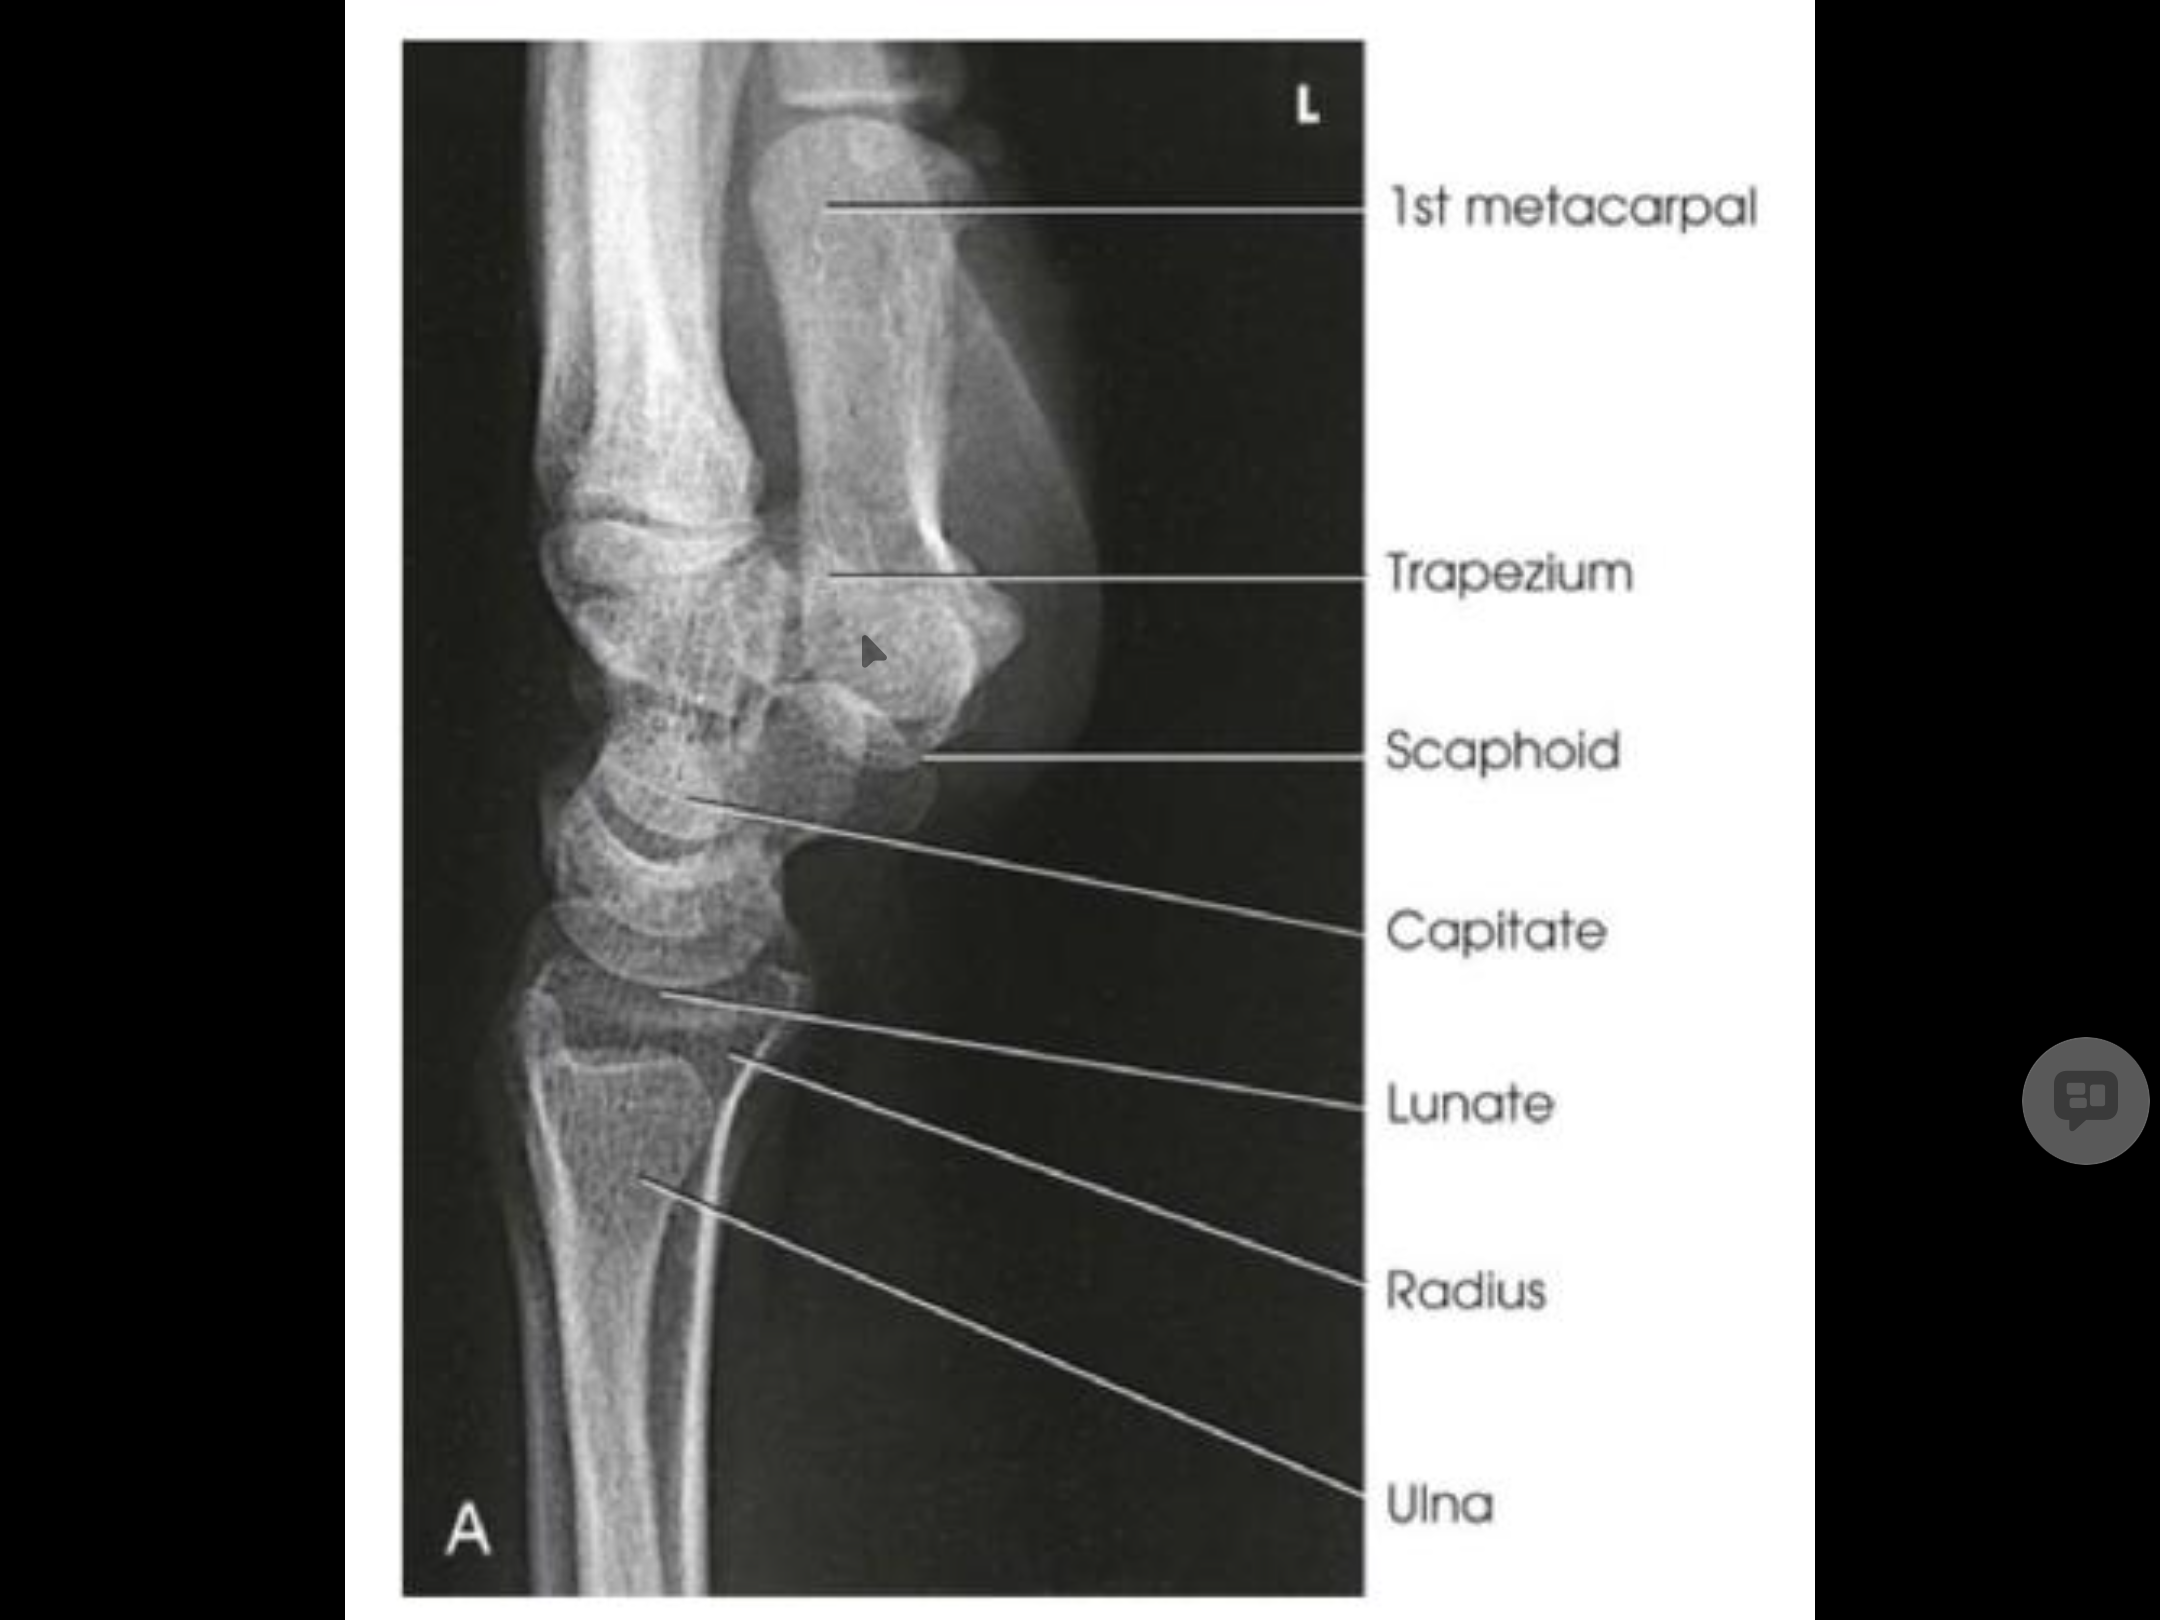 L
1st metacarpal
Trapezium
Scaphoid
Capitate
Lunate
Radius
Ulna
A